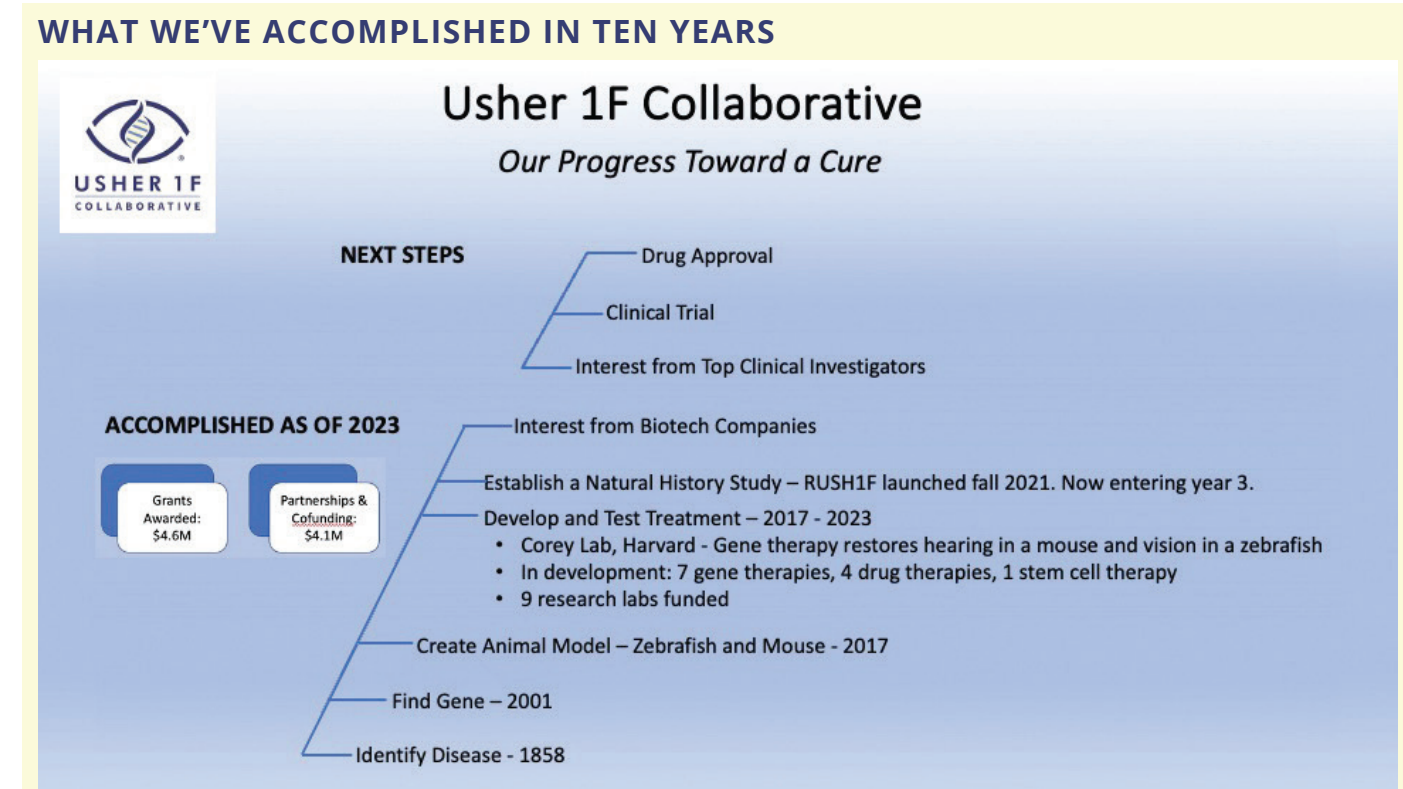 WHAT WE’VE ACCOMPLISHED IN TEN YEARS
USHER 1F
COLLABORATIVE
Usher 1F Collaborative
Our Progress Toward a Cure
NEXT STEPS
Drug Approval
Clinical Trial
Interest from Top Clinical Investigators
ACCOMPLISHED AS OF 2023
Grants
Awarded:
$4.6M
Partnerships &
Cofunding:
$4.1M
Interest from Biotech Companies
Establish a Natural History Study – RUSH1F launched fall 2021. Now entering year 3.
Develop and Test Treatment – 2017 - 2023
• Corey Lab, Harvard - Gene therapy restores hearing in a mouse and vision in a zebrafish
• In development: 7 gene therapies, 4 drug therapies, 1 stem cell therapy
• 9 research labs funded
Create Animal Model – Zebrafish and Mouse - 2017
Find Gene – 2001
Identify Disease - 1858